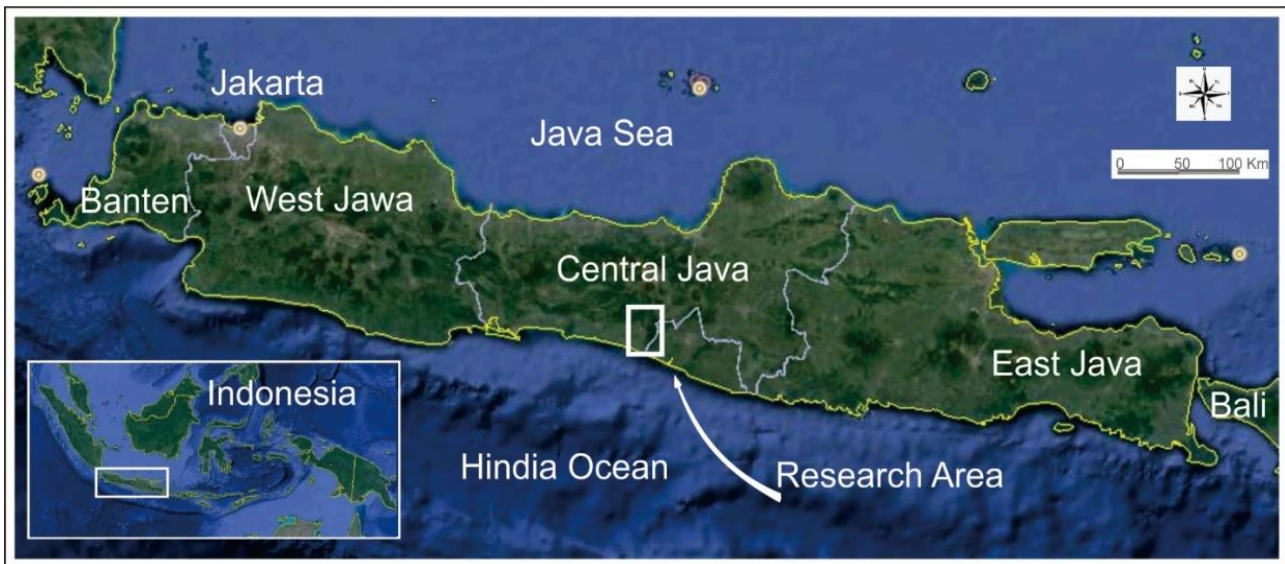 Jakarta
Java Sea
0 50 100 Km
Banten
West Jawa
Central Java
East Java
Bali
Indonesia
Hindia Ocean
Research Area